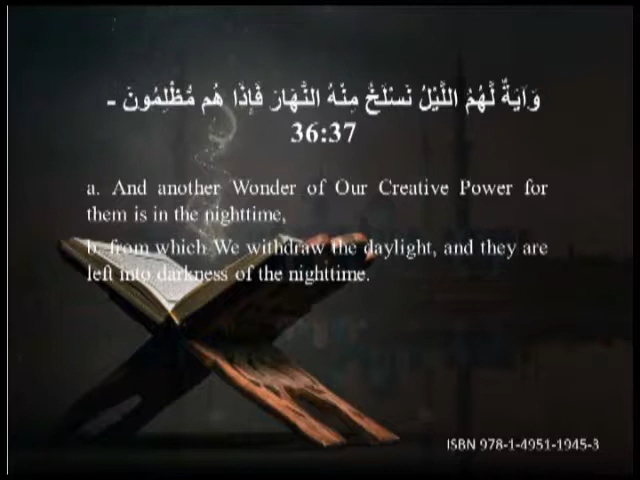 وَآيَةٌ لَّهُمُ اللَّيْلُ نَسْلَخُ مِنْهُ النَّهَارَ فَإِذَا هُم مُّظْلِمُونَ -
36:37
a. And another Wonder of Our Creative Power for
them is in the nighttime,
b. from which We withdraw the daylight, and they are
left into darkness of the nighttime.
ISBN 978-1-4951-1945-3